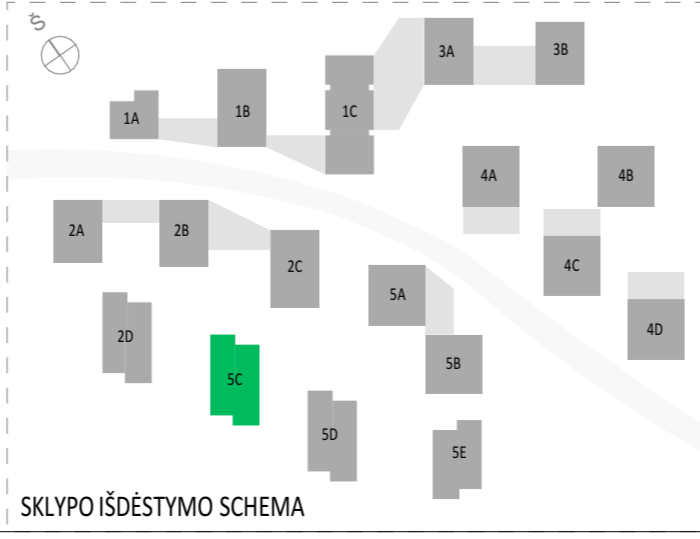 Š
3A
3B
1A
1B
1C
4A
4B
2A
2B
2C
4C
5A
4D
2D
5B
5C
5D
5E
SKLYPO IŠDĖSTYMO SCHEMA